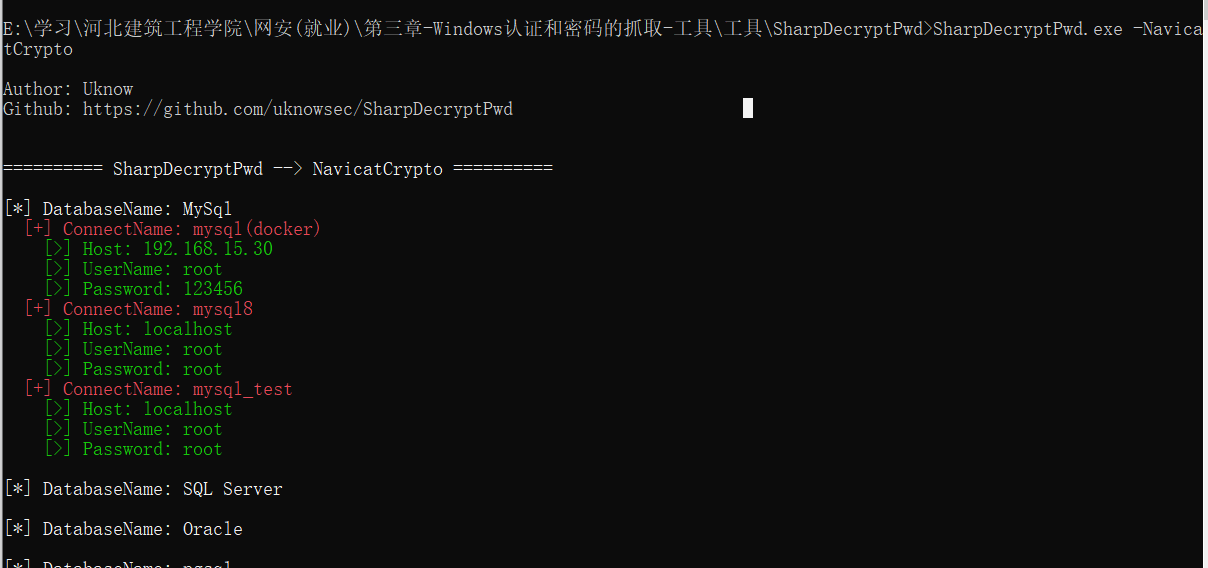 E:\学习\河北建筑工程学院\网安(就业)\第三章-Windows认证和密码的抓取-工具\工具\SharpDecryptPwd>SharpDecryptPwd.exe -Navica
tCrypto
Author: Uknow
Github: https://github.com/uknowsec/SharpDecryptPwd
========== SharpDecryptPwd --> NavicatCrypto ==========
[*] DatabaseName: MySql
[+] ConnectName: mysql(docker)
[>] Host: 192.168.15.30
[>] UserName: root
[>] Password: 123456
[+] ConnectName: mysql8
[>] Host: localhost
[>] UserName: root
[>] Password: root
[+] ConnectName: mysql_test
[>] Host: localhost
[>] UserName: root
[>] Password: root
[*] DatabaseName: SQL Server
[*] DatabaseName: Oracle
[*] DatabaseName: pgsql